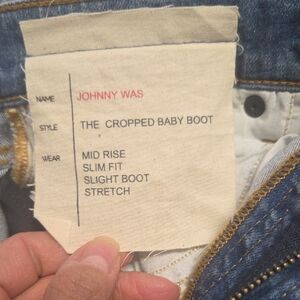 NAME JOHNNY WAS
STYLE THE CROPPED BABY BOOT
WEAR MID RISE
SLIM FIT
SLIGHT BOOT
STRETCH